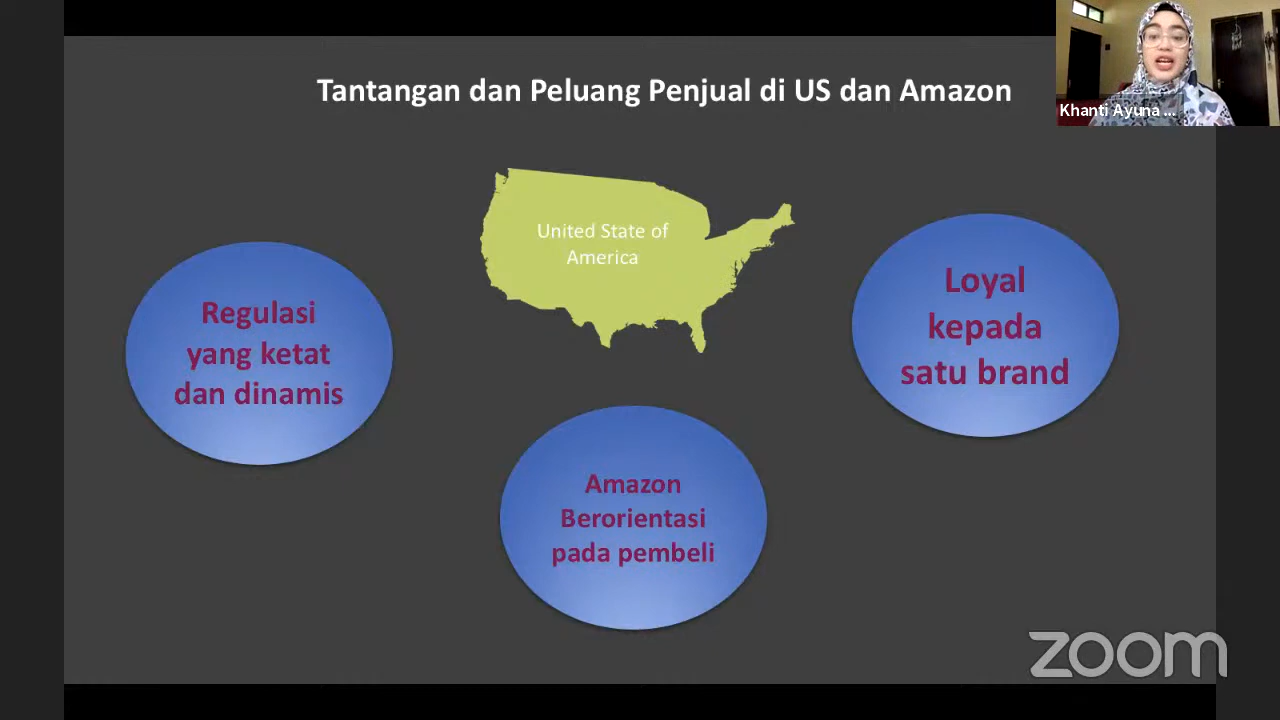 Tantangan dan Peluang Penjual di US dan Amazon
Khanti Ayuna ...
United State of
America
Regulasi
yang ketat
dan dinamis
Loyal
kepada
satu brand
Amazon
Berorientasi
pada pembeli
zoom